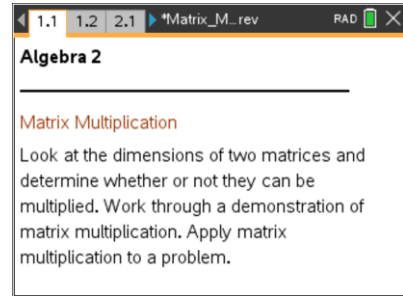 1.1 1.2 2.1 *Matrix_M...rev RAD
Algebra 2
Matrix Multiplication
Look at the dimensions of two matrices and
determine whether or not they can be
multiplied. Work through a demonstration of
matrix multiplication. Apply matrix
multiplication to a problem.